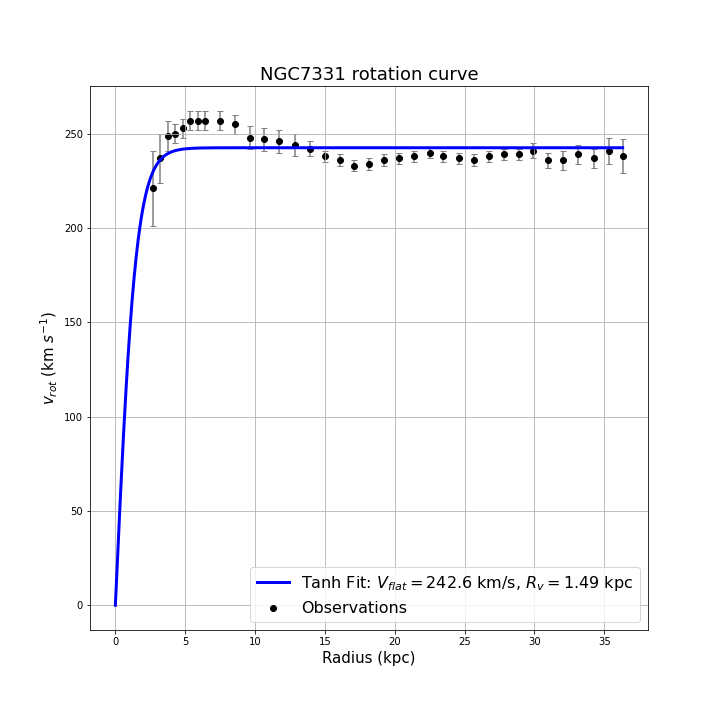 NGC7331 rotation curve
250
200
150
100
50
0
v_rot (km s⁻¹)
Tanh Fit: V_flat = 242.6 km/s, R_v = 1.49 kpc
Observations
0 5 10 15 20 25 30 35
Radius (kpc)